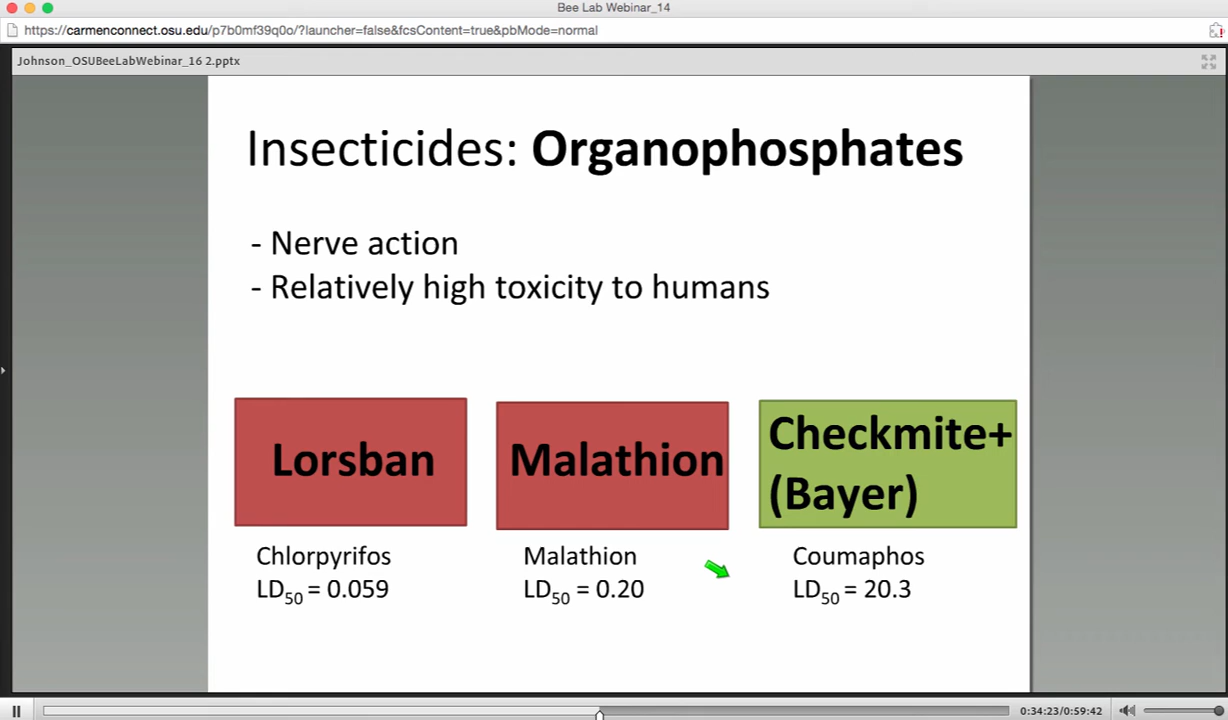 Bee Lab Webinar_14
https://carmenconnect.osu.edu/p7b0mf39q0o/?launcher=false&fcsContent=true&pbMode=normal
Johnson_OSUBeeLabWebinar_16 2.pptx
Insecticides: Organophosphates
- Nerve action
- Relatively high toxicity to humans
Lorsban
Malathion
Checkmite+
(Bayer)
Chlorpyrifos
LD50 = 0.059
Malathion
LD50 = 0.20
Coumaphos
LD50 = 20.3
0:34:23/0:59:42